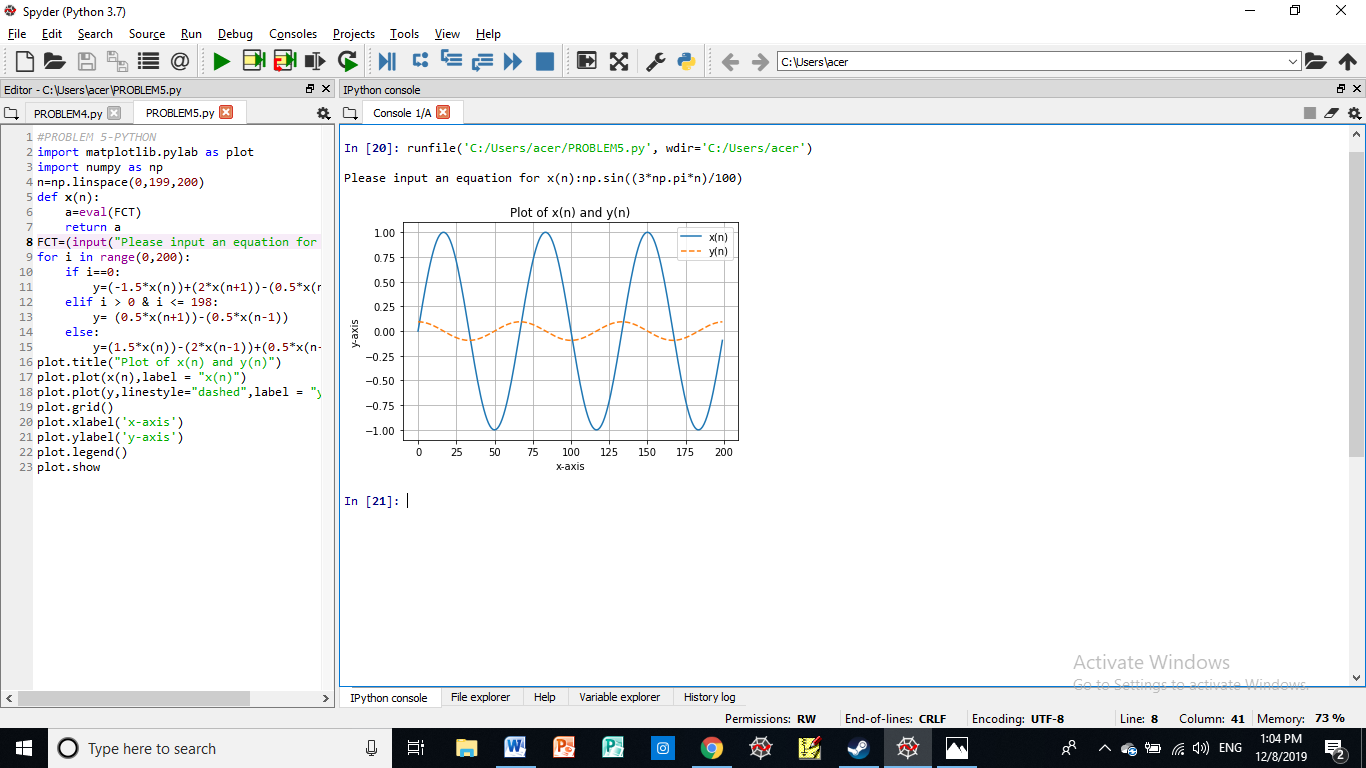 Spyder (Python 3.7)
File Edit Search Source Run Debug Consoles Projects Tools View Help
C:\Users\acer
Editor - C:\Users\acer\PROBLEM5.py
IPython console
PROBLEM4.py PROBLEM5.py
Console 1/A
1 #PROBLEM 5-PYTHON
2 import matplotlib.pylab as plot
3 import numpy as np
4 n=np.linspace(0,199,200)
5 def x(n):
6 a=eval(FCT)
7 return a
8 FCT=(input("Please input an equation for
9 for i in range(0,200):
10 if i==0:
11 y=(-1.5*x(n))+(2*x(n+1))-(0.5*x(n
12 elif i > 0 & i <= 198:
13 y= (0.5*x(n+1))-(0.5*x(n-1))
14 else:
15 y=(1.5*x(n))-(2*x(n-1))+(0.5*x(n-
16 plot.title("Plot of x(n) and y(n)")
17 plot.plot(x(n),label = "x(n)")
18 plot.plot(y,linestyle="dashed",label = "y
19 plot.grid()
20 plot.xlabel('x-axis')
21 plot.ylabel('y-axis')
22 plot.legend()
23 plot.show
In [20]: runfile('C:/Users/acer/PROBLEM5.py', wdir='C:/Users/acer')
Please input an equation for x(n):np.sin((3*np.pi*n)/100)
Plot of x(n) and y(n)
x(n)
y(n)
1.00
0.75
0.50
0.25
0.00
−0.25
−0.50
−0.75
−1.00
y-axis
0 25 50 75 100 125 150 175 200
x-axis
In [21]:
Activate Windows
Go to Settings to activate Windows.
IPython console File explorer Help Variable explorer History log
Permissions: RW End-of-lines: CRLF Encoding: UTF-8 Line: 8 Column: 41 Memory: 73 %
Type here to search
ENG
1:04 PM
12/8/2019
2